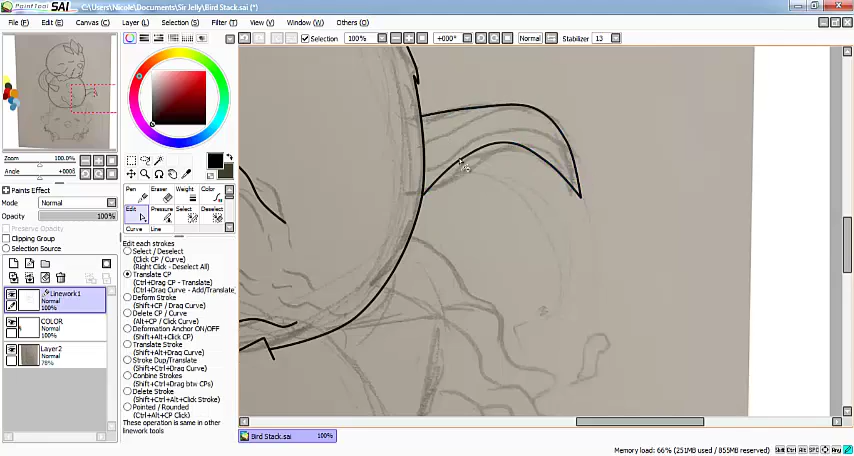 PaintTool SAI C:\Users\Nicole\Documents\Sir Jelly\Bird Stack.sai (*)
File (F) Edit (E) Canvas (C) Layer (L) Selection (S) Filter (T) View (V) Window (W) Others (O)
Selection 100% +000° Normal Stabilizer 13
Zoom 100.0%
Angle +000°
Paints Effect
Mode Normal
Opacity 100%
Preserve Opacity
Clipping Group
Selection Source
Linework1
Normal
100%
COLOR
Normal
100%
Layer2
Normal
78%
Pen Eraser Weight Color
Edit Pressure Select Deselect
Curve Line
Edit each strokes
Select / Deselect
(Click CP / Curve)
(Right Click - Deselect All)
Translate CP
(Ctrl+Drag CP - Translate)
(Ctrl+Drag Curve - Add/Translate)
Deform Stroke
(Shift+CP / Drag Curve)
Delete CP / Curve
(Alt+CP / Click Curve)
Deformation Anchor ON/OFF
(Shift+Alt+Click CP)
Translate Stroke
(Shift+Alt+Drag Curve)
Stroke Dup/Translate
(Shift+Ctrl+Drag Curve)
Conbine Strokes
(Shift+Ctrl+Drag btw CPs)
Delete Stroke
(Shift+Ctrl+Alt+Click Stroke)
Pointed / Rounded
(Ctrl+Alt+CP Click)
These operation is same in other
linework tools
Bird Stack.sai 100%
Memory load: 66% (251MB used / 855MB reserved) Shift Ctrl Alt SPC Any